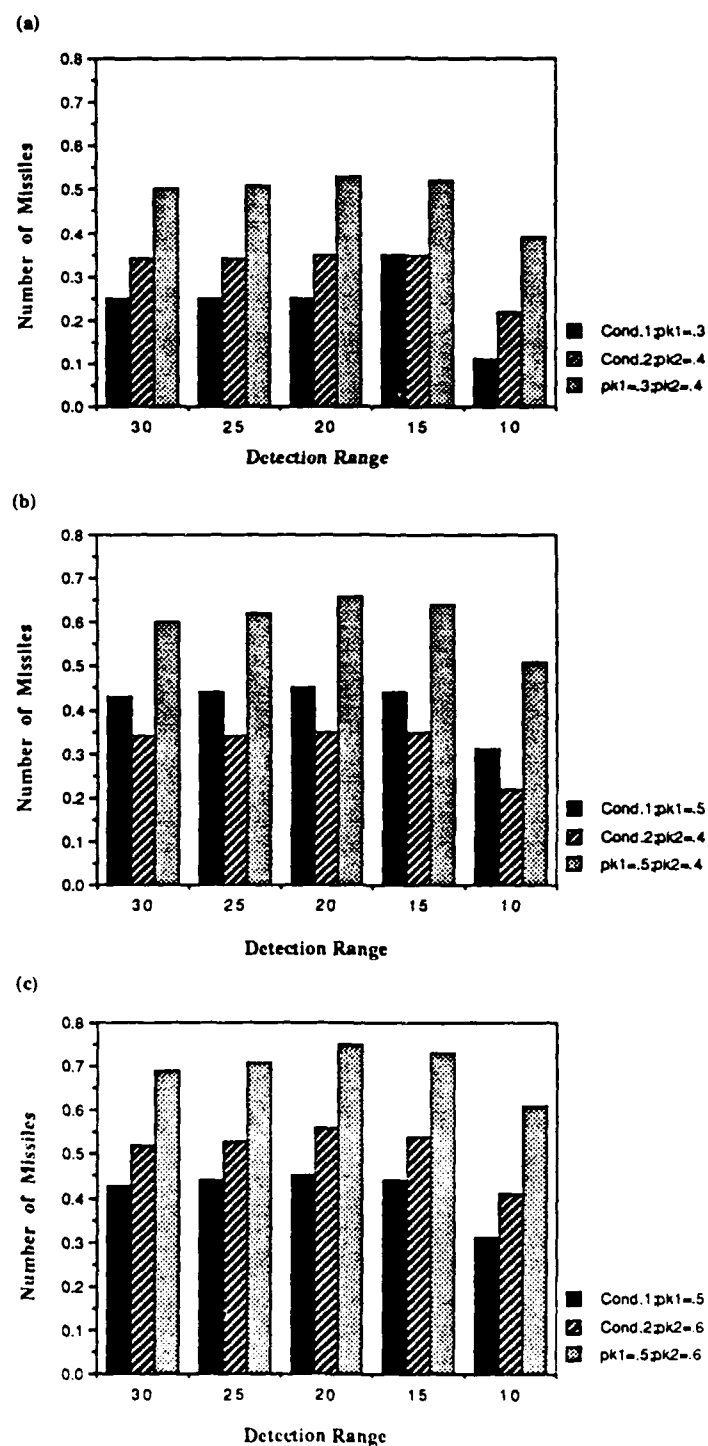 (a)
0.8
0.7
0.6
0.5
0.4
0.3
0.2
0.1
0.0
Number of Missiles
30 25 20 15 10
Detection Range
Cond.1;pk1=.3
Cond.2;pk2=.4
pk1=.3;pk2=.4
(b)
0.8
0.7
0.6
0.5
0.4
0.3
0.2
0.1
0.0
Number of Missiles
30 25 20 15 10
Detection Range
Cond.1;pk1=.5
Cond.2;pk2=.4
pk1=.5;pk2=.4
(c)
0.8
0.7
0.6
0.5
0.4
0.3
0.2
0.1
0.0
Number of Missiles
30 25 20 15 10
Detection Range
Cond.1;pk1=.5
Cond.2;pk2=.6
pk1=.5;pk2=.6